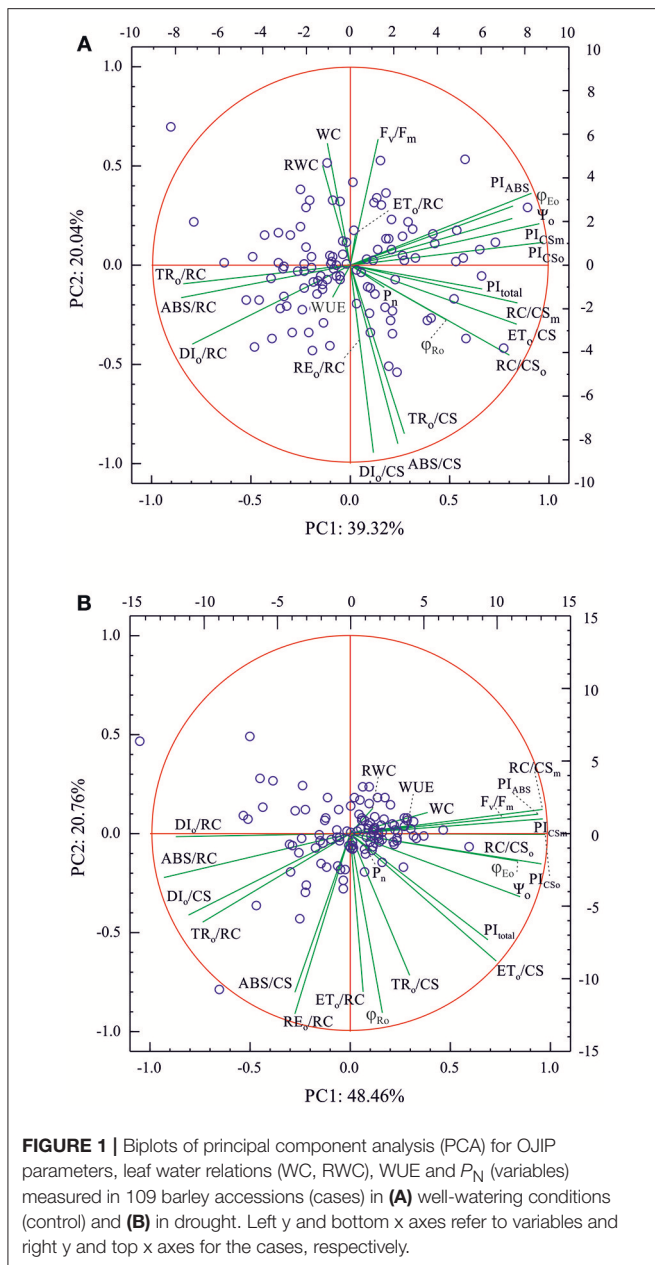 A
-8 -6 -4 -2 0 2 4 6 8 10
10
8
6
4
2
0
-2
-4
-6
-8
-10
1.0
0.5
0.0
-0.5
-1.0
PC2: 20.04%
WC
Fv/Fm
RWC
ETo/RC
PIABS
φEo
Ψo
PICSm
PICSo
TRo/RC
ABS/RC
WUE
Pn
PItotal
RC/CSm
ETo/CS
RC/CSo
DIo/RC
REo/RC
φRo
TRo/CS
ABS/CS
DIo/CS
-1.0 -0.5 0.0 0.5 1.0
PC1: 39.32%
B
-15 -10 -5 0 5 10 15
15
10
5
0
-5
-10
-15
1.0
0.5
0.0
-0.5
-1.0
PC2: 20.76%
RWC
WUE
WC
RC/CSm
PIABS
Fv/Fm
PICSm
DIo/RC
RC/CSo
ABS/RC
Pn
φEo
PICSo
Ψo
DIo/CS
TRo/RC
PItotal
ETo/CS
ABS/CS
ETo/RC
TRo/CS
REo/RC
φRo
-1.0 -0.5 0.0 0.5 1.0
PC1: 48.46%
FIGURE 1 | Biplots of principal component analysis (PCA) for OJIP
parameters, leaf water relations (WC, RWC), WUE and PN (variables)
measured in 109 barley accessions (cases) in (A) well-watering conditions
(control) and (B) in drought. Left y and bottom x axes refer to variables and
right y and top x axes for the cases, respectively.